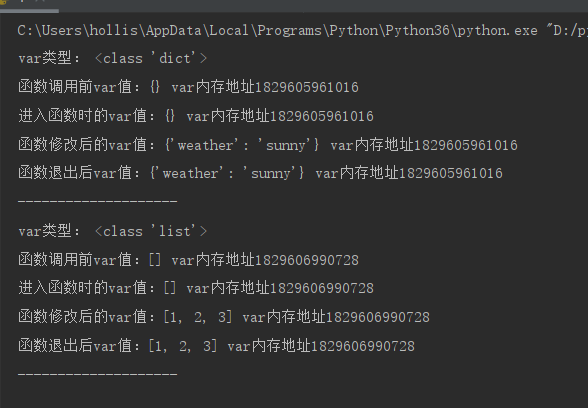 C:\Users\hollis\AppData\Local\Programs\Python\Python36\python.exe "D:/p
var类型： <class 'dict'>
函数调用前var值：{} var内存地址1829605961016
进入函数时的var值：{} var内存地址1829605961016
函数修改后的var值：{'weather': 'sunny'} var内存地址1829605961016
函数退出后var值：{'weather': 'sunny'} var内存地址1829605961016
--------------------
var类型： <class 'list'>
函数调用前var值：[] var内存地址1829606990728
进入函数时的var值：[] var内存地址1829606990728
函数修改后的var值：[1, 2, 3] var内存地址1829606990728
函数退出后var值：[1, 2, 3] var内存地址1829606990728
--------------------